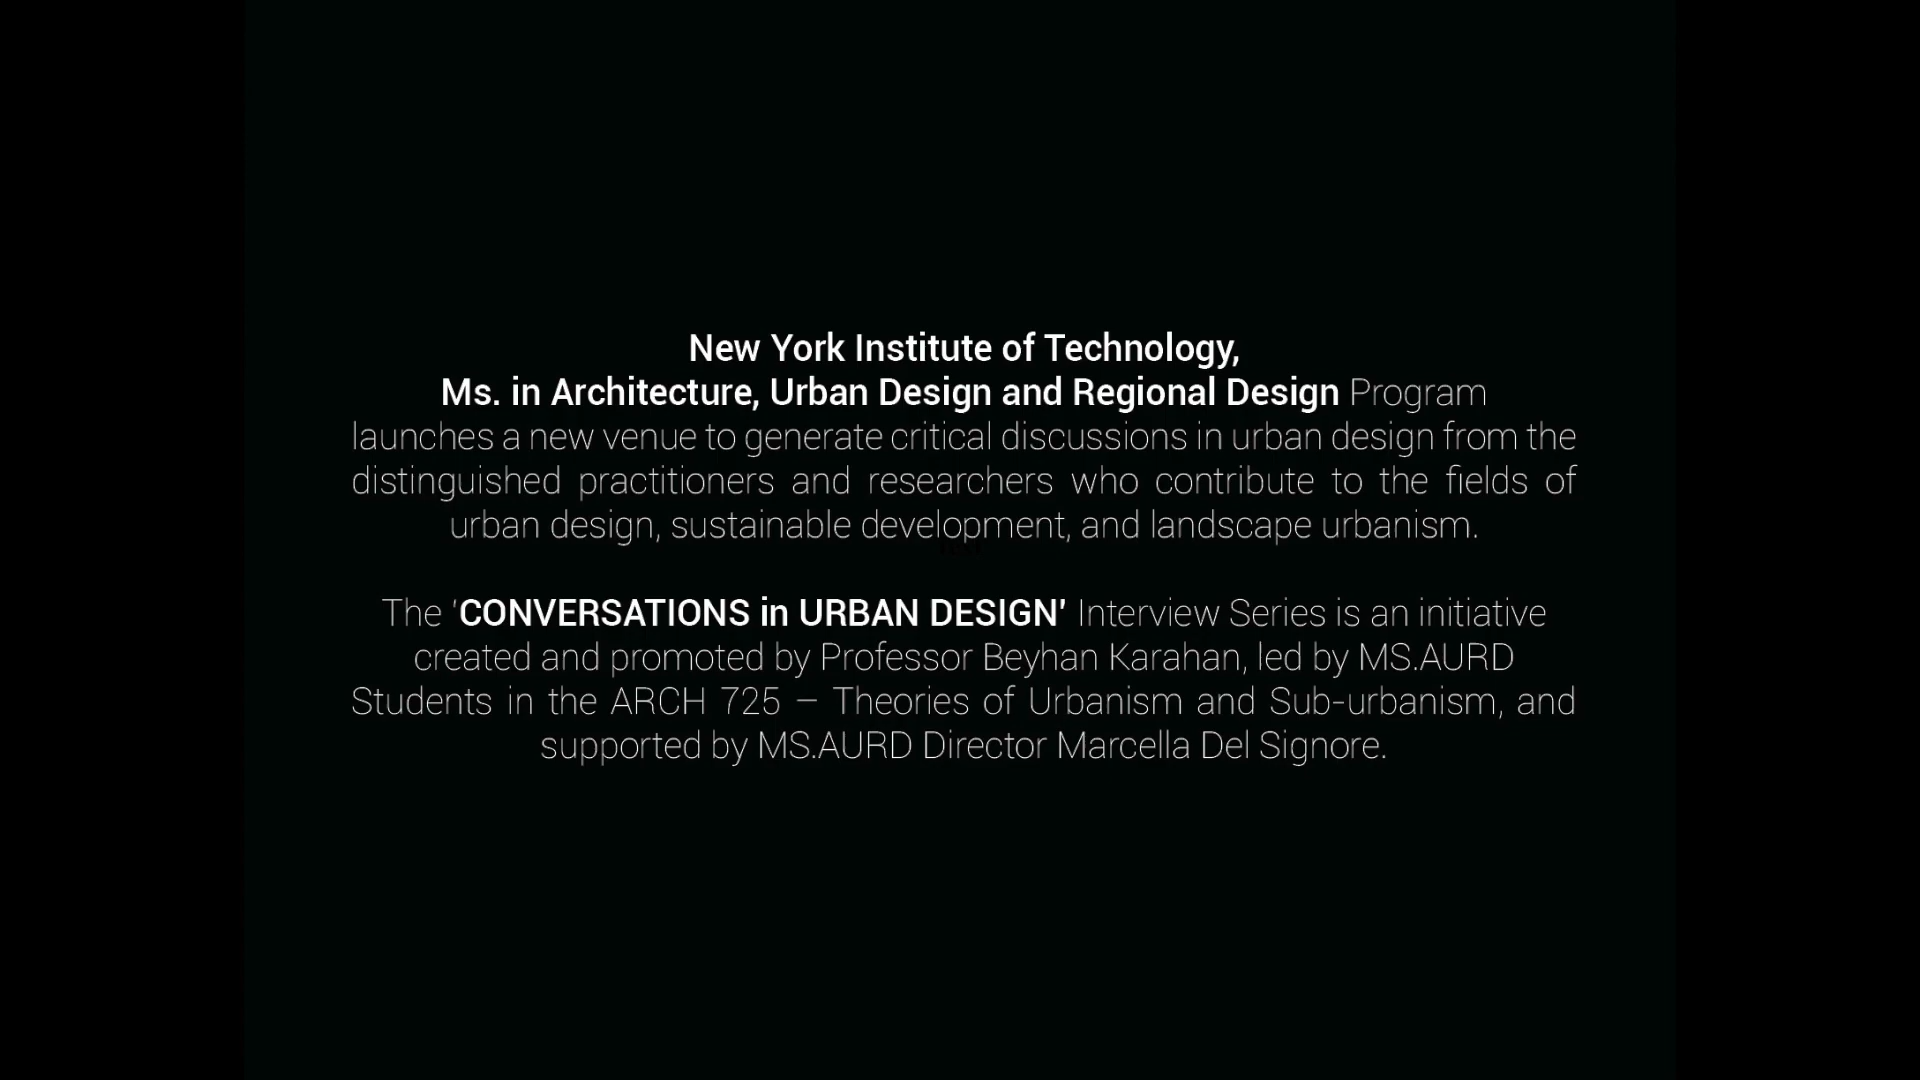 New York Institute of Technology,
Ms. in Architecture, Urban Design and Regional Design Program
launches a new venue to generate critical discussions in urban design from the
distinguished practitioners and researchers who contribute to the fields of
urban design, sustainable development, and landscape urbanism.
The ‘CONVERSATIONS in URBAN DESIGN’ Interview Series is an initiative
created and promoted by Professor Beyhan Karahan, led by MS.AURD
Students in the ARCH 725 – Theories of Urbanism and Sub-urbanism, and
supported by MS.AURD Director Marcella Del Signore.